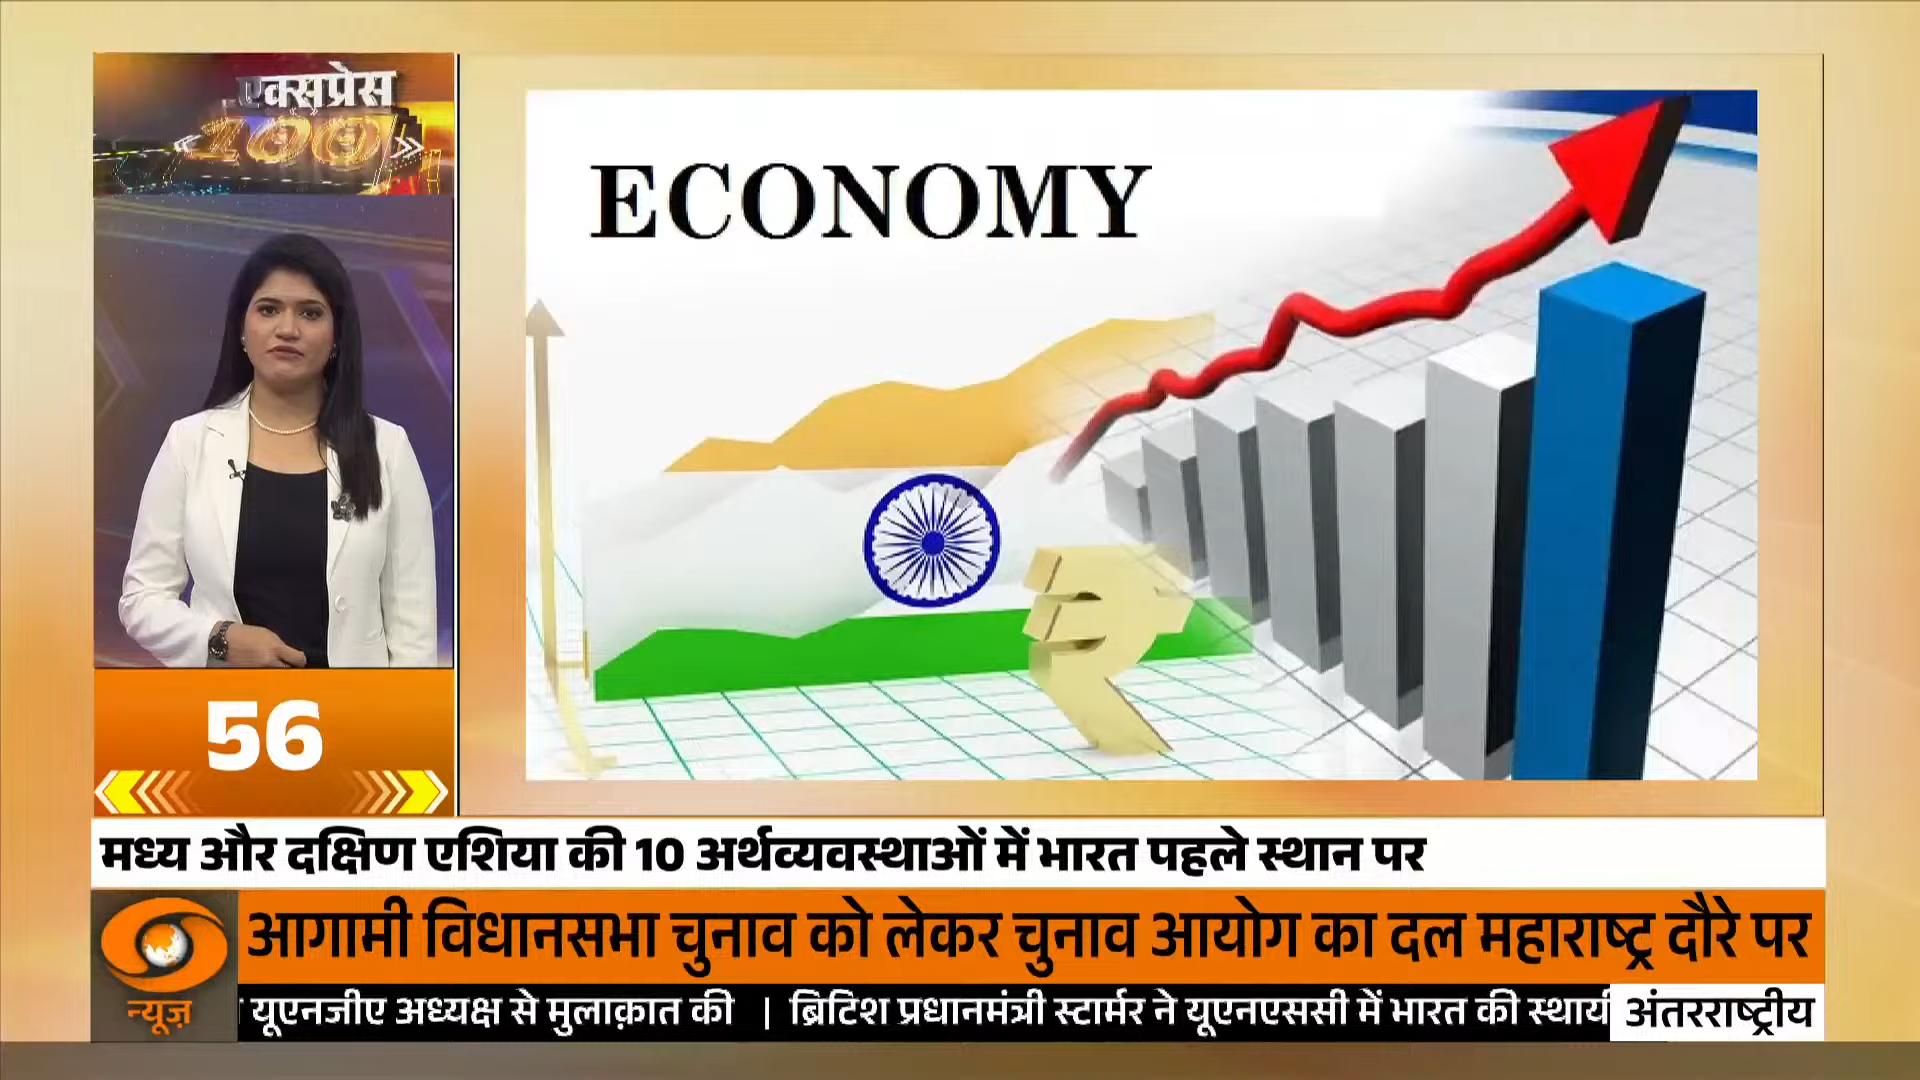 एक्सप्रेस
100
ECONOMY
56
मध्य और दक्षिण एशिया की 10 अर्थव्यवस्थाओं में भारत पहले स्थान पर
आगामी विधानसभा चुनाव को लेकर चुनाव आयोग का दल महाराष्ट्र दौरे पर
न्यूज़
यूएनजीए अध्यक्ष से मुलाक़ात की | ब्रिटिश प्रधानमंत्री स्टार्मर ने यूएनएससी में भारत की स्थायी
अंतरराष्ट्रीय